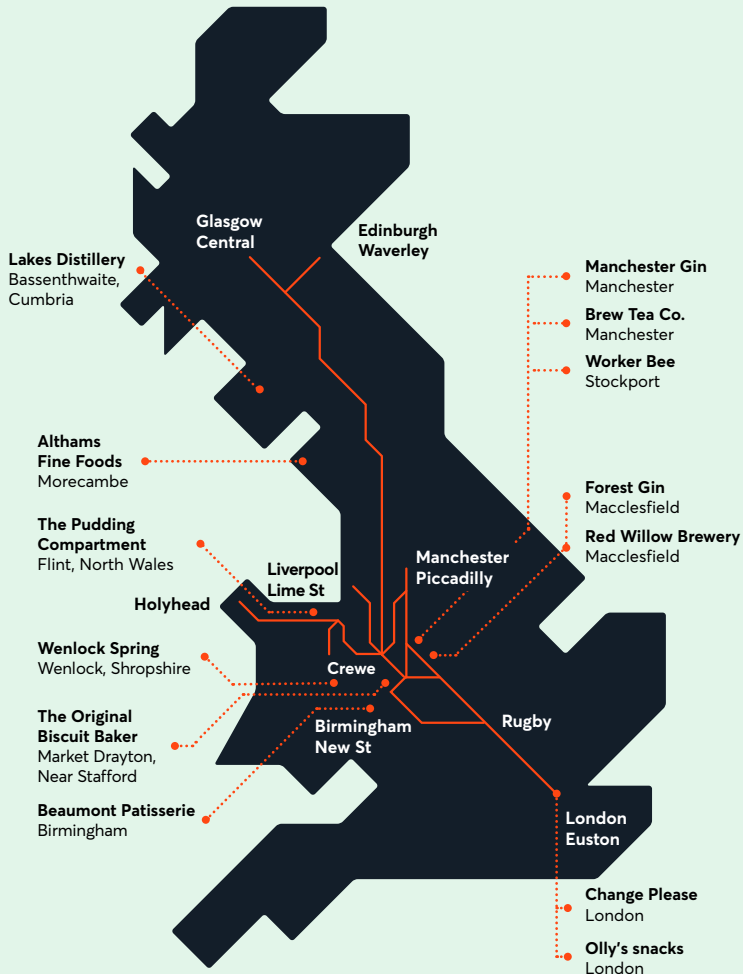 Glasgow
Central
Edinburgh
Waverley
Lakes Distillery
Bassenthwaite,
Cumbria
Manchester Gin
Manchester
Brew Tea Co.
Manchester
Worker Bee
Stockport
Althams
Fine Foods
Morecambe
Forest Gin
Macclesfield
Red Willow Brewery
Macclesfield
The Pudding
Compartment
Flint, North Wales
Liverpool
Lime St
Manchester
Piccadilly
Holyhead
Wenlock Spring
Wenlock, Shropshire
Crewe
The Original
Biscuit Baker
Market Drayton,
Near Stafford
Birmingham
New St
Rugby
Beaumont Patisserie
Birmingham
London
Euston
Change Please
London
Olly's snacks
London